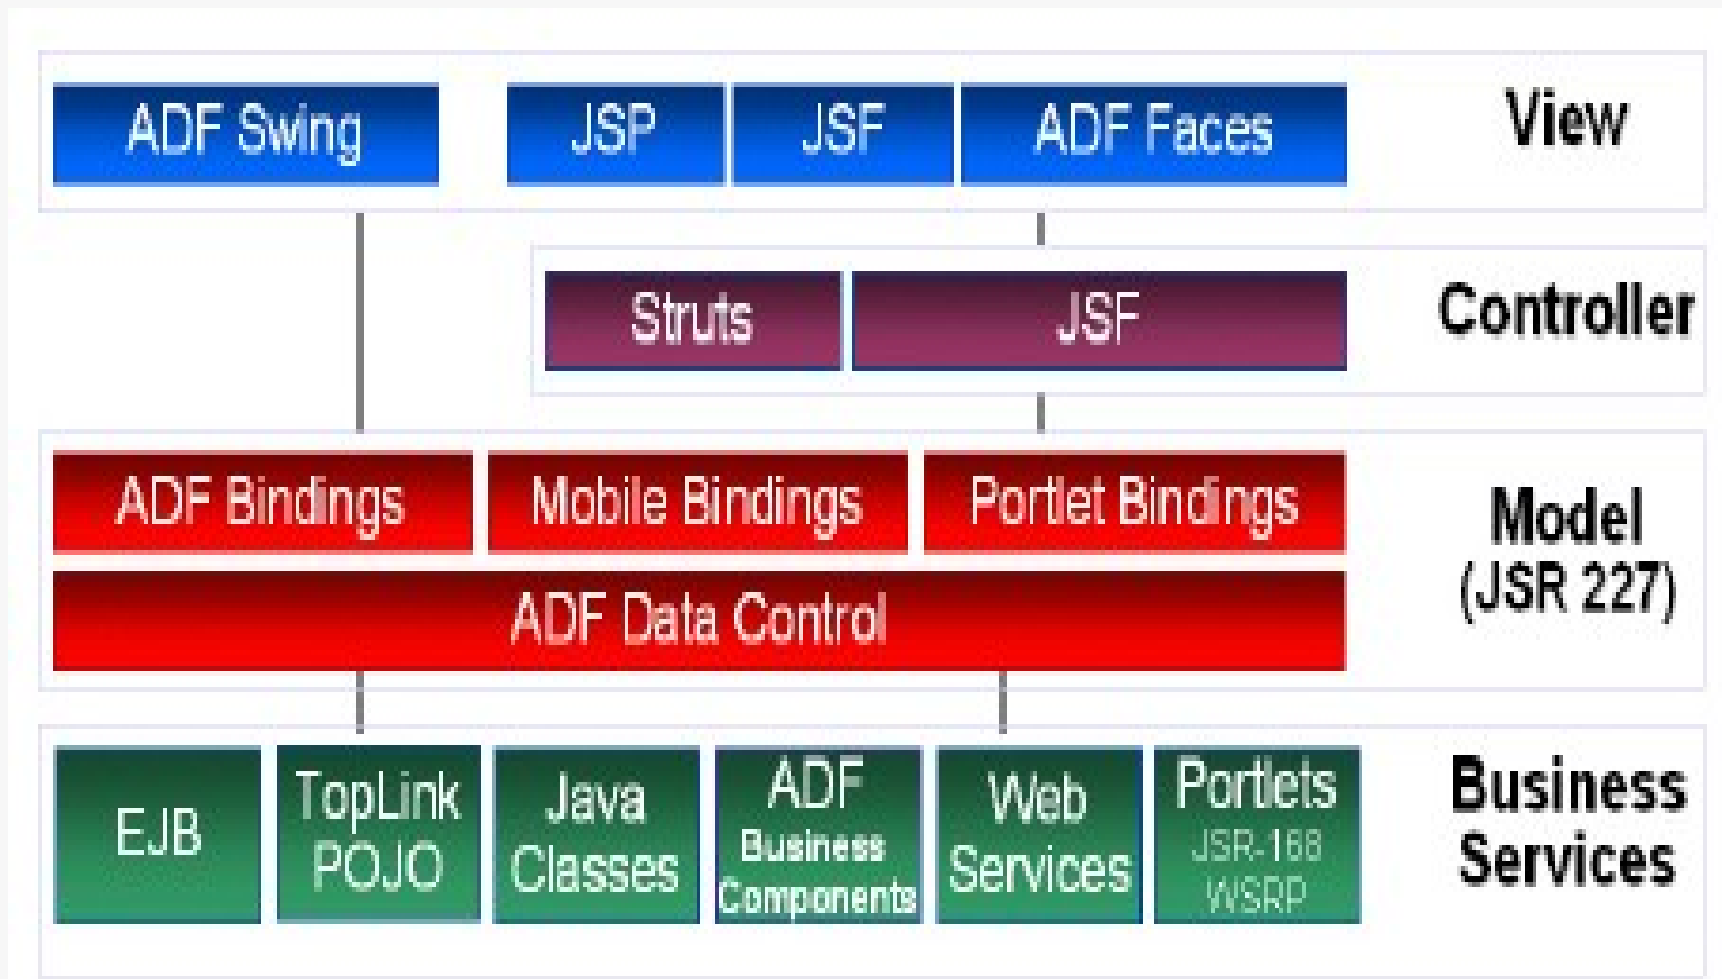 ADF Swing
JSP
JSF
ADF Faces
View
Struts
JSF
Controller
ADF Bindings
Mobile Bindings
Portlet Bindings
Model
(JSR 227)
ADF Data Control
EJB
TopLink
POJO
Java
Classes
ADF
Business
Components
Web
Services
Portlets
JSR-168
WSRP
Business
Services